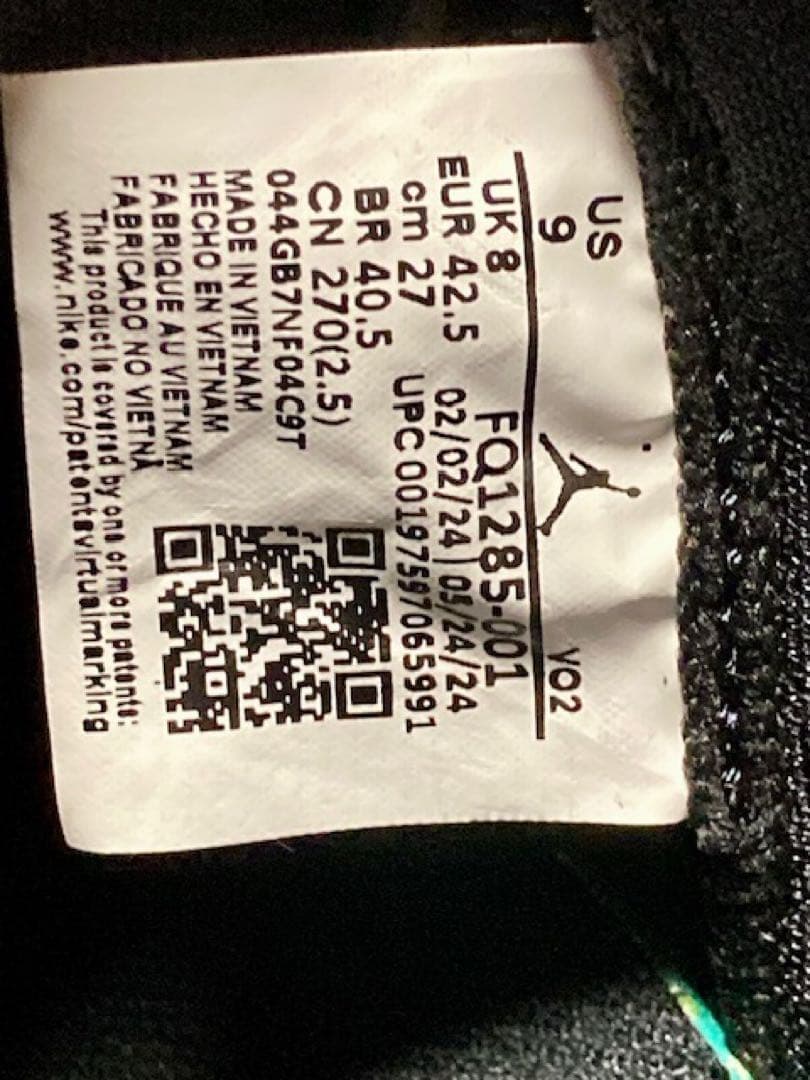 US
9
VO2
UK 8
FQ1285-001
EUR 42.5
02/02/24 05/24/24
cm 27
UPC 00197597065991
BR 40.5
CN 270(2.5)
044GB7NF04C9T
MADE IN VIETNAM
HECHO EN VIETNAM
FABRIQUE AU VIETNAM
FABRICADO NO VIETNÃ
This product is covered by one or more patents:
www.nike.com/patentsvirtualmarking